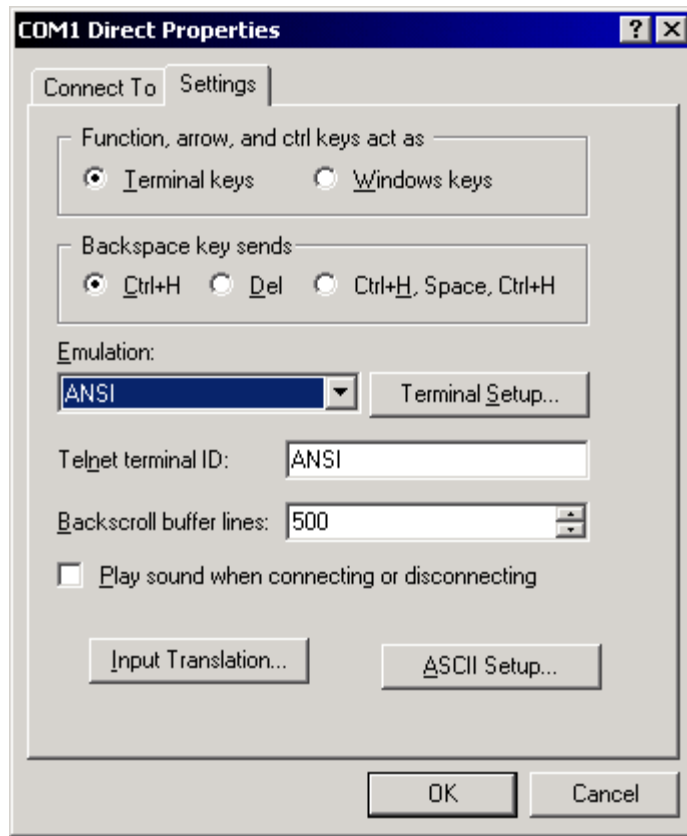 COM1 Direct Properties
Connect To Settings
Function, arrow, and ctrl keys act as
Terminal keys Windows keys
Backspace key sends
Ctrl+H Del Ctrl+H, Space, Ctrl+H
Emulation:
ANSI Terminal Setup...
Telnet terminal ID: ANSI
Backscroll buffer lines: 500
Play sound when connecting or disconnecting
Input Translation... ASCII Setup...
OK Cancel